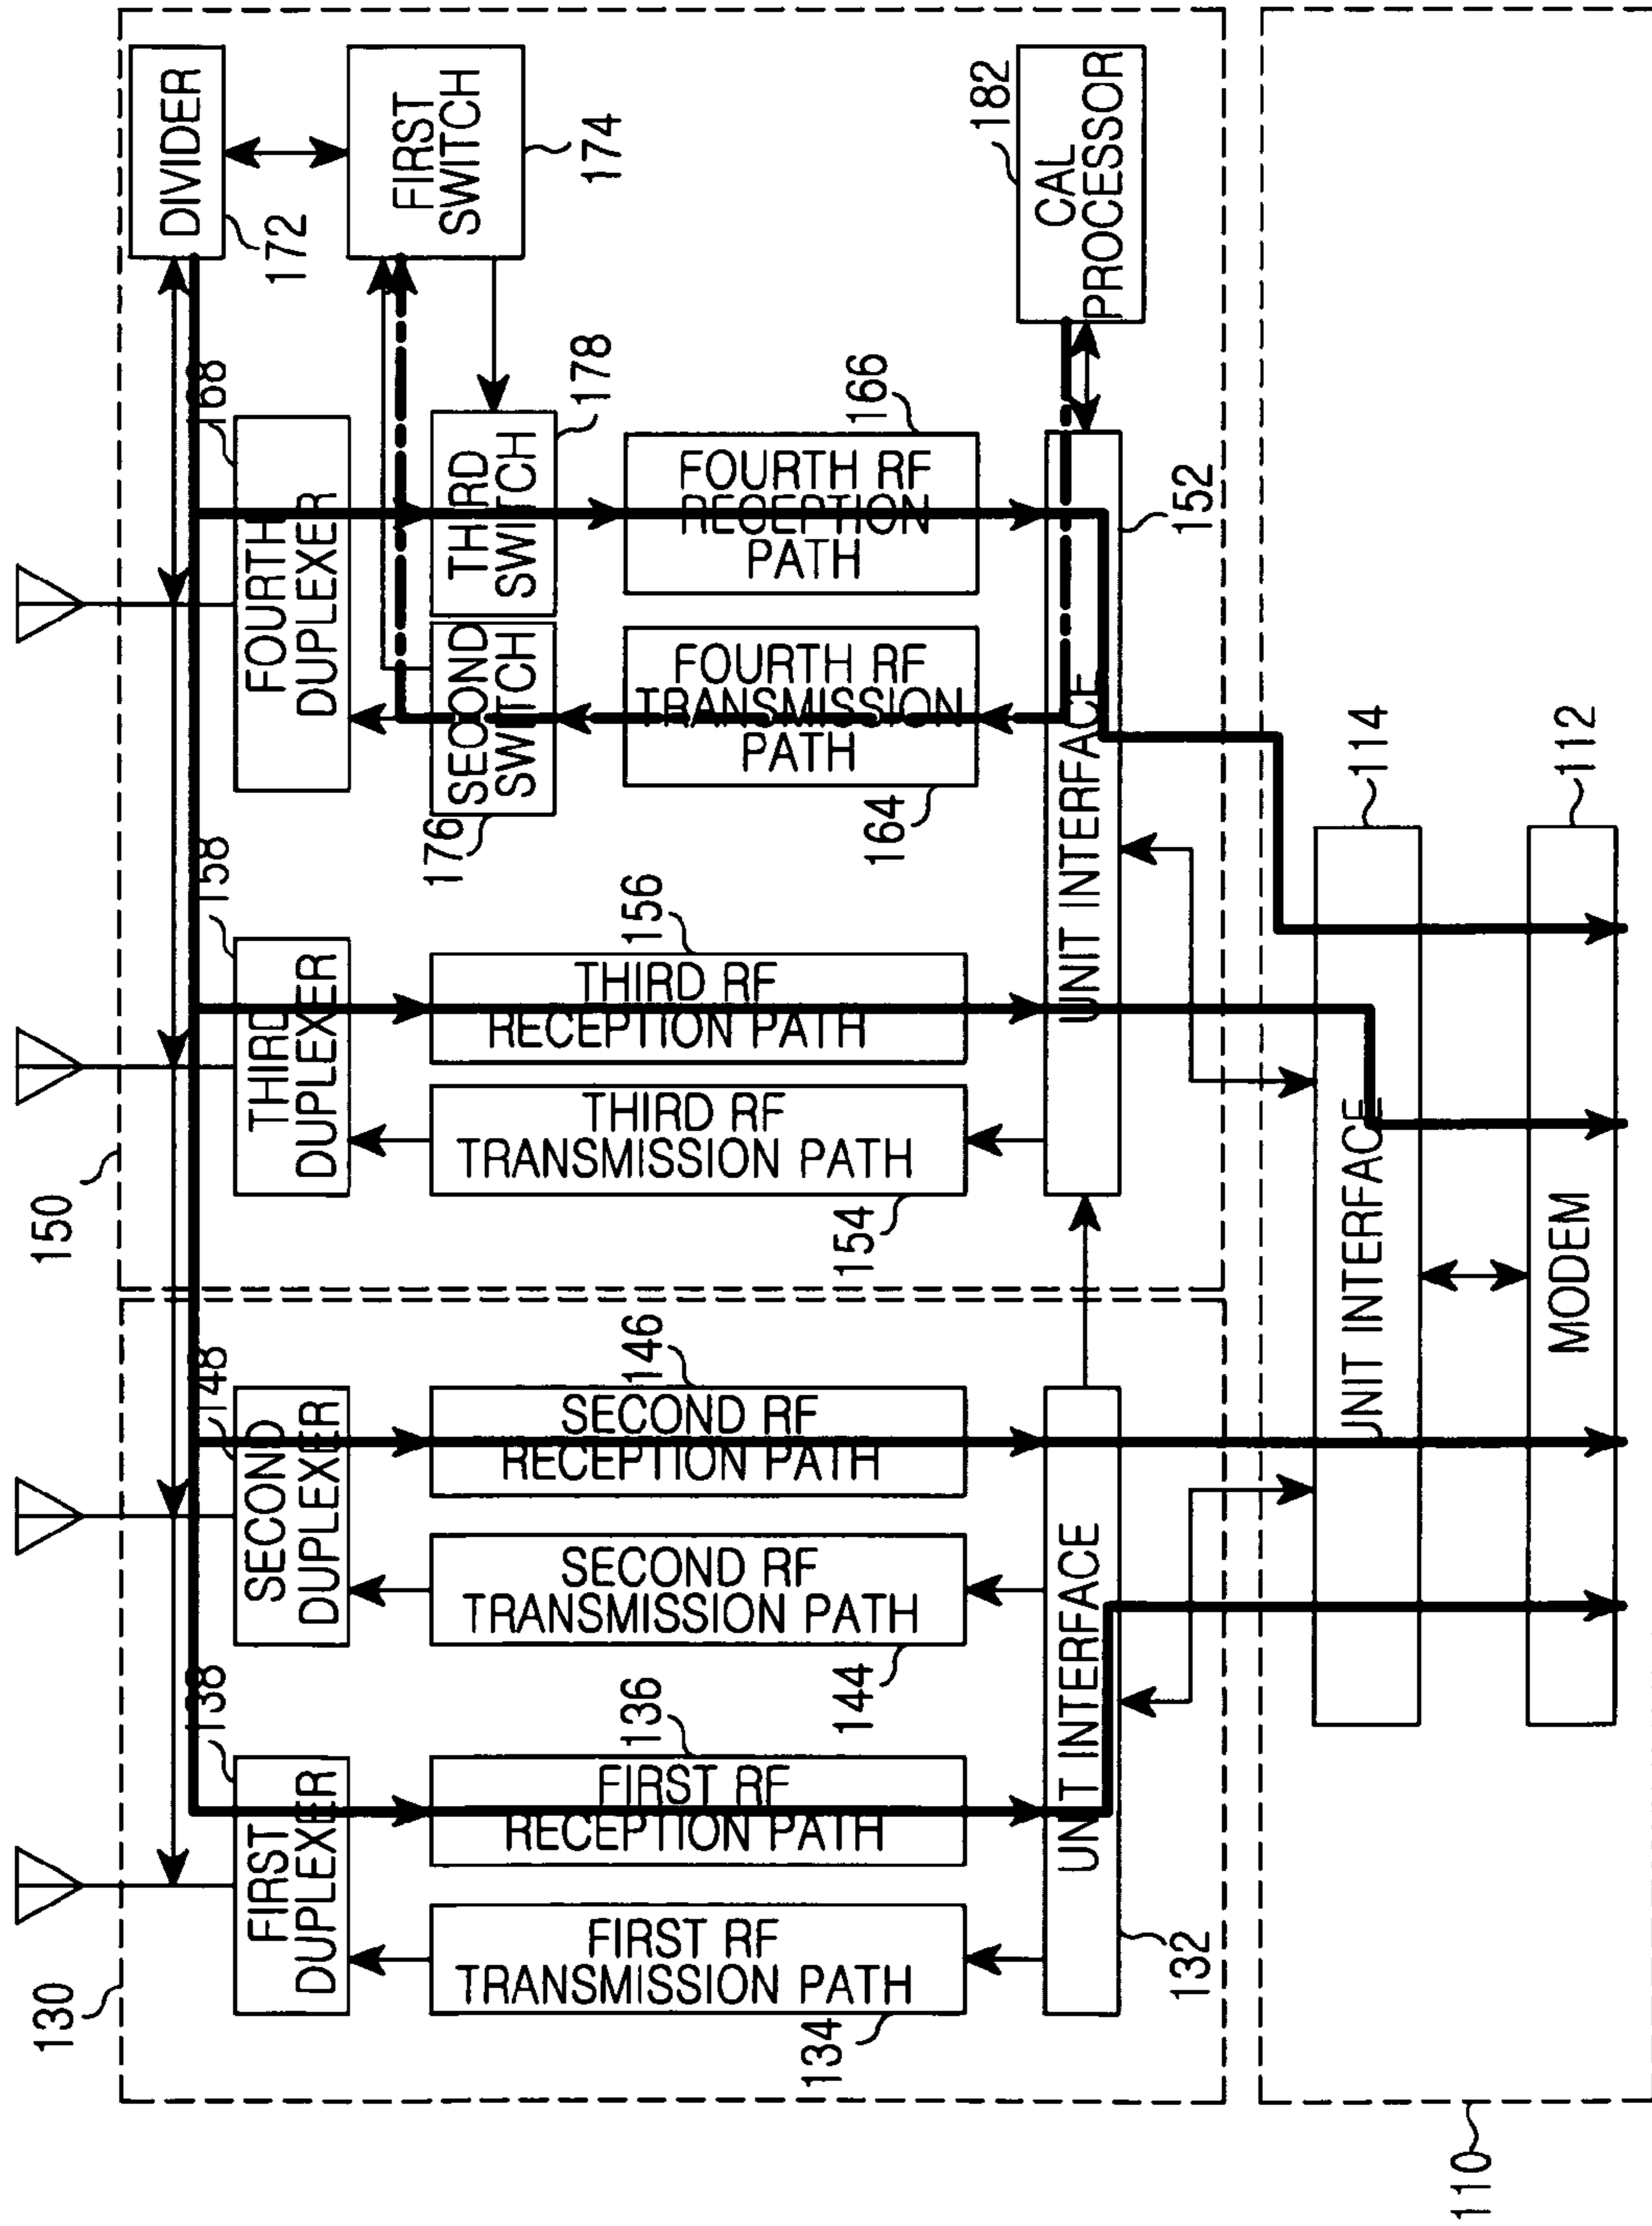 150
130
DIVIDER
172
FIRST
SWITCH
174
168
FOURTH
DUPLEXER
THIRD
SWITCH
178
SECOND
SWITCH
176
FOURTH RF
RECEPTION
PATH
166
FOURTH RF
TRANSMISSION
PATH
164
CAL
PROCESSOR
182
UNIT INTERFACE
152
158
THIRD
DUPLEXER
THIRD RF
RECEPTION PATH
156
THIRD RF
TRANSMISSION PATH
154
148
SECOND
DUPLEXER
SECOND RF
RECEPTION PATH
146
SECOND RF
TRANSMISSION PATH
144
138
FIRST
DUPLEXER
FIRST RF
RECEPTION PATH
136
FIRST RF
TRANSMISSION PATH
134
UNIT INTERFACE
132
UNIT INTERFACE
114
MODEM
112
110